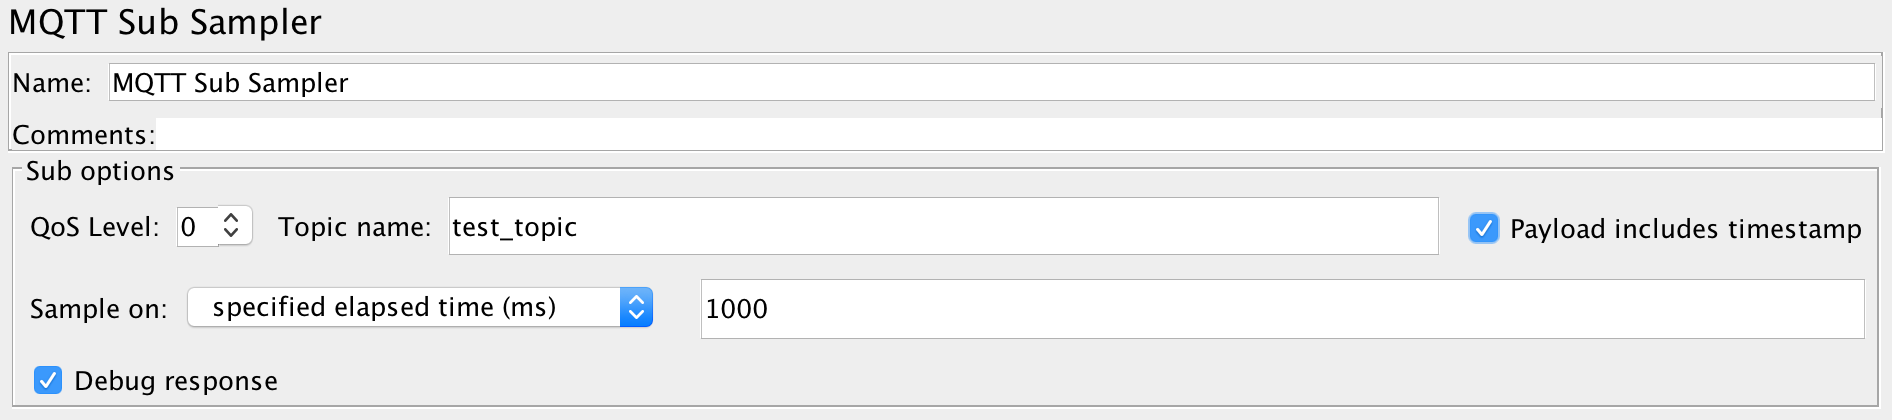 MQTT Sub Sampler
Name: MQTT Sub Sampler
Comments:
Sub options
QoS Level: 0 Topic name: test_topic Payload includes timestamp
Sample on: specified elapsed time (ms) 1000
Debug response